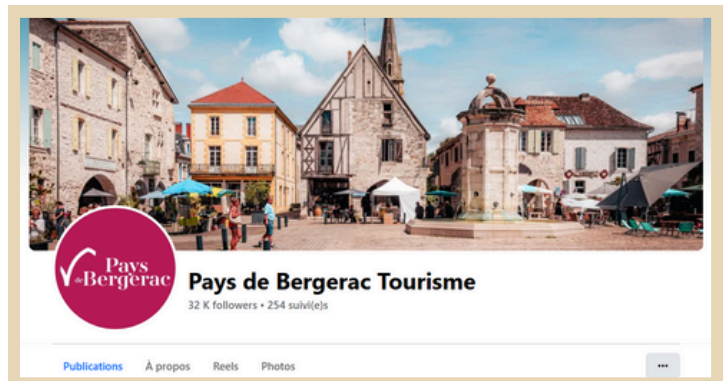 Pays
de Bergerac
Pays de Bergerac Tourisme
32 K followers • 254 suivi(e)s
Publications À propos Reels Photos